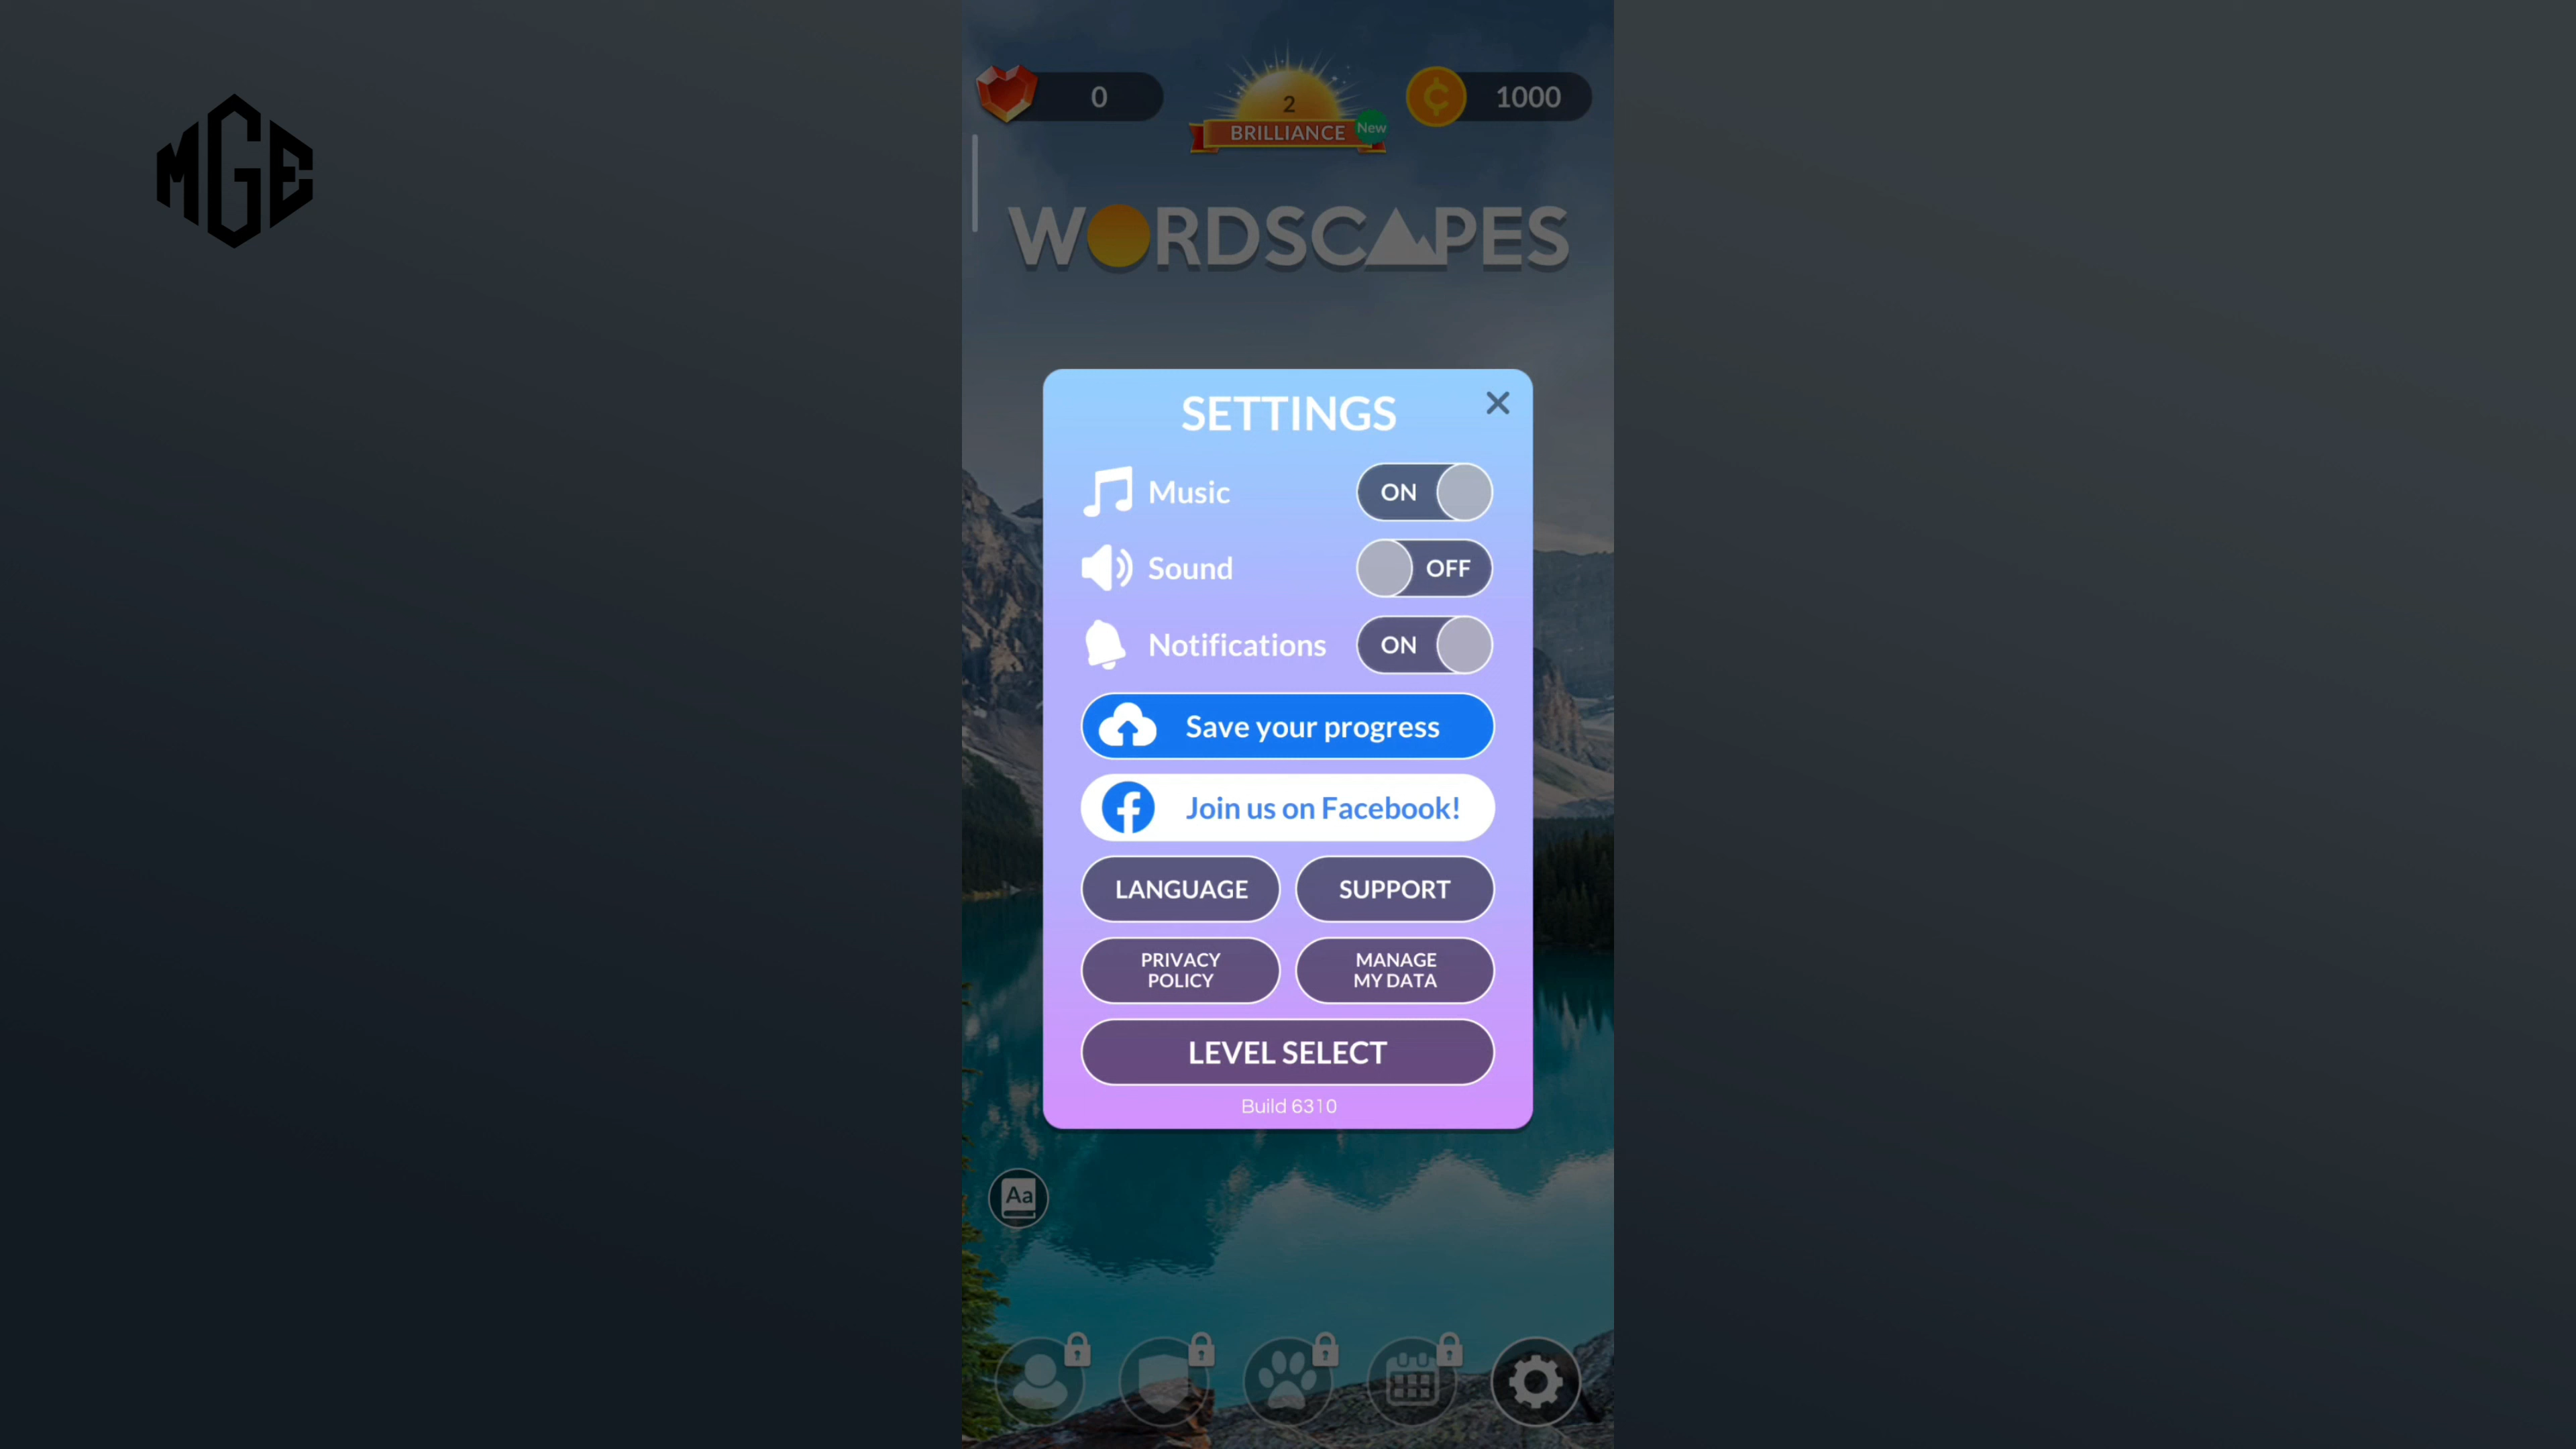 MGE
0
2
BRILLIANCE
New
1000
WORDSCAPES
SETTINGS
Music
ON
Sound
OFF
Notifications
ON
Save your progress
Join us on Facebook!
LANGUAGE
SUPPORT
PRIVACY
POLICY
MANAGE
MY DATA
LEVEL SELECT
Build 6310
Aa